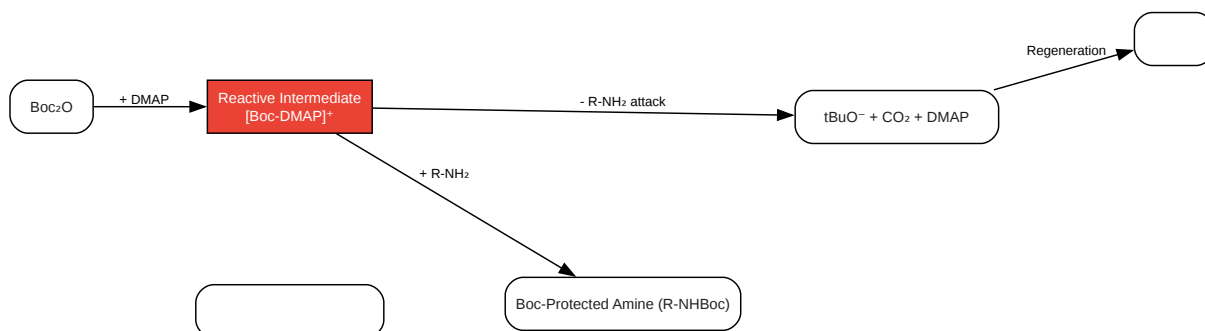 Regeneration
Boc₂O
+ DMAP
Reactive Intermediate
[Boc-DMAP]⁺
- R-NH₂ attack
tBuO⁻ + CO₂ + DMAP
+ R-NH₂
Boc-Protected Amine (R-NHBoc)